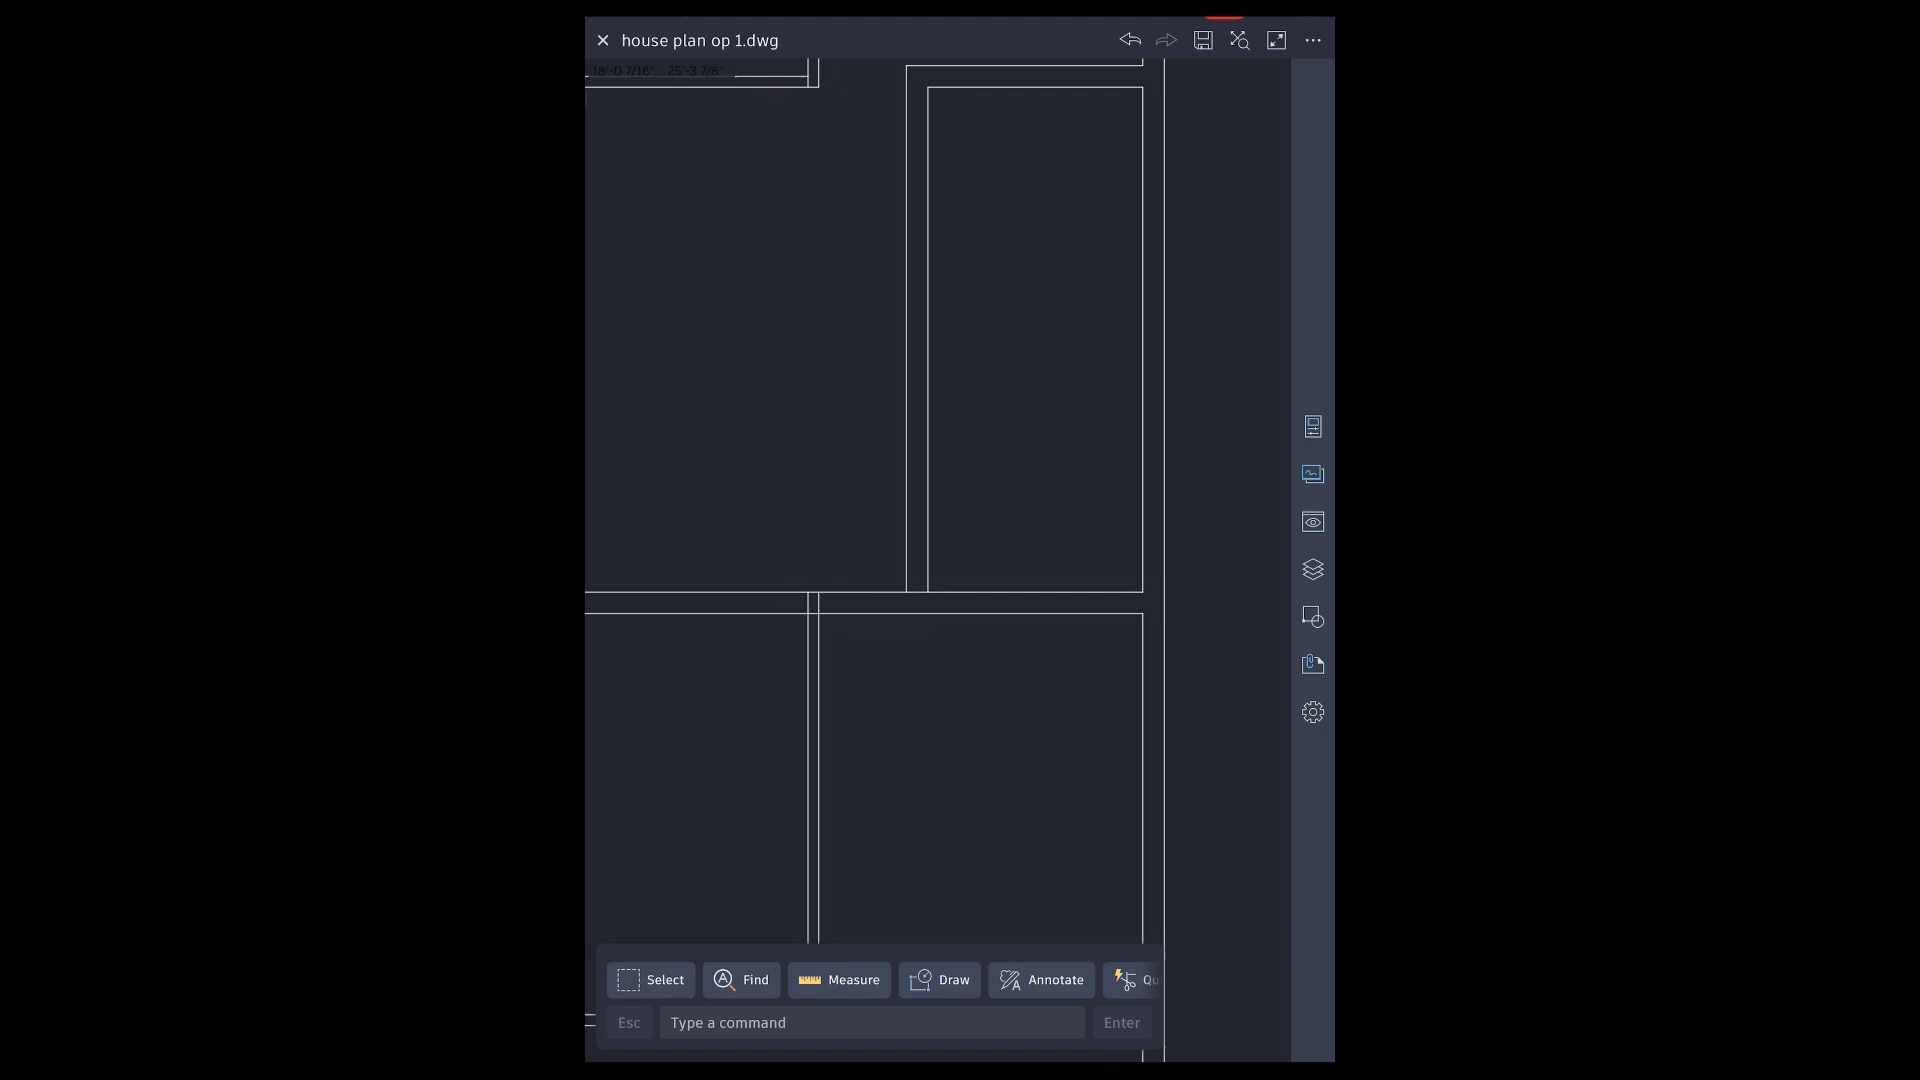 house plan op 1.dwg
18'-0 7/16", 25'-3 7/8"
Select Find Measure Draw Annotate Qu
Esc Type a command Enter